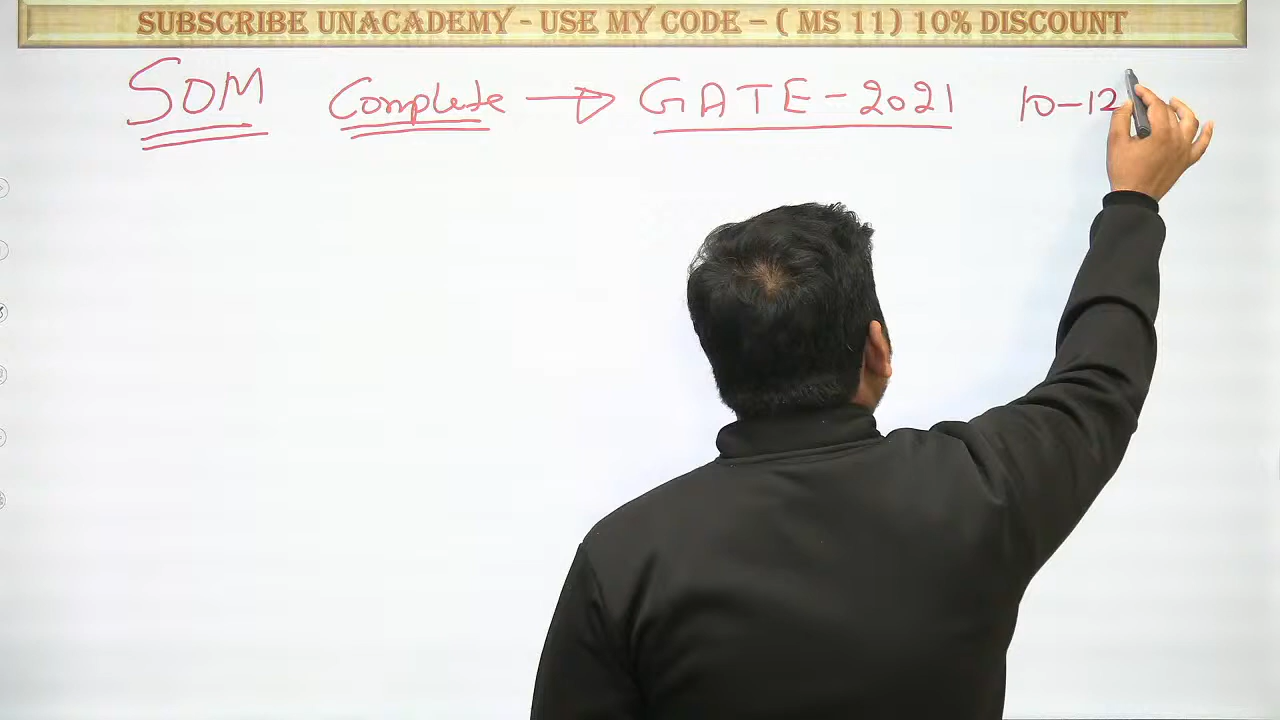 SUBSCRIBE UNACADEMY - USE MY CODE – ( MS 11) 10% DISCOUNT
SOM Complete → GATE - 2021 10-12